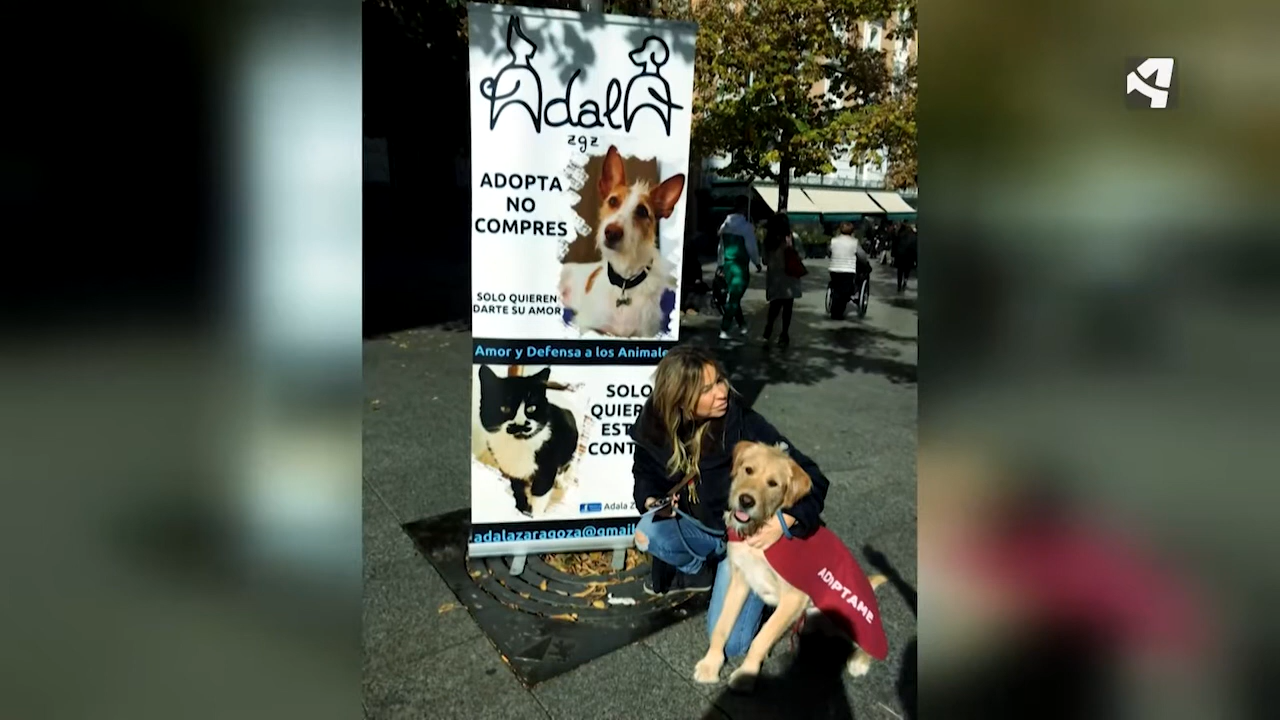 AdalA
zgz
ADOPTA
NO
COMPRES
SOLO QUIEREN
DARTE SU AMOR
Amor y Defensa a los Animale
SOLO
QUIER
EST
CONT
Adala Z
adalazaragoza@gmail
ADÓPTAME